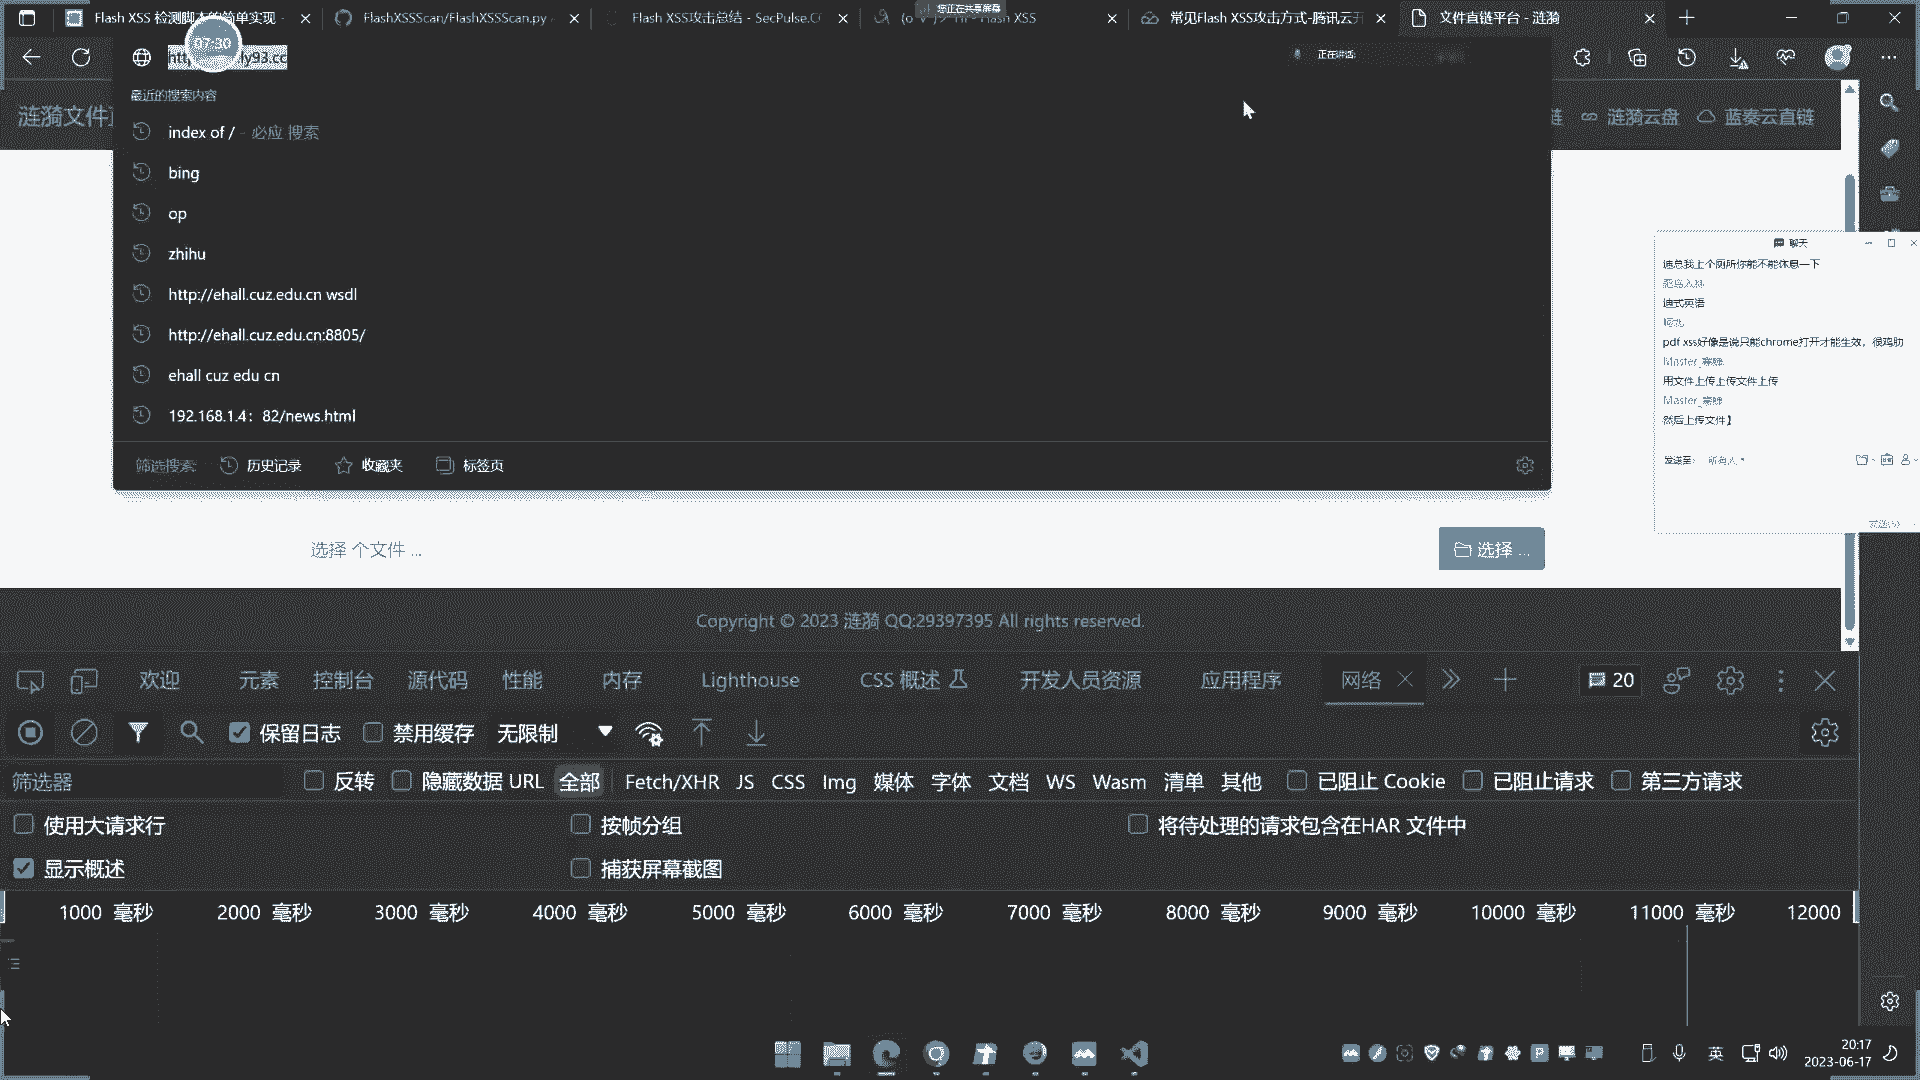 Flash XSS 检测脚本的简单实现 -
FlashXSSScan/FlashXSSScan.py
Flash XSS攻击总结 - SecPulse.C
Flash XSS
常见Flash XSS攻击方式-腾讯云开
文件直链平台 - 涟漪
您正在共享屏幕
07:30
正在讲话:
最近的搜索内容
涟漪文件
涟漪云盘
蓝奏云直链
index of / - 必应 搜索
bing
op
zhihu
http://ehall.cuz.edu.cn wsdl
http://ehall.cuz.edu.cn:8805/
ehall cuz edu cn
192.168.1.4：82/news.html
筛选搜索:
历史记录
收藏夹
标签页
聊天
迪总我上个厕所你能不能休息一下
迪式英语
pdf xss好像是说只能chrome打开才能生效，很鸡肋
用文件上传上传文件上传
然后上传文件】
发送至:
所有人
选择 个文件 ...
选择 ...
Copyright © 2023 涟漪 QQ:29397395 All rights reserved.
欢迎
元素
控制台
源代码
性能
内存
Lighthouse
CSS 概述
开发人员资源
应用程序
网络
20
保留日志
禁用缓存
无限制
筛选器
反转
隐藏数据 URL
全部
Fetch/XHR
JS
CSS
Img
媒体
字体
文档
WS
Wasm
清单
其他
已阻止 Cookie
已阻止请求
第三方请求
使用大请求行
按帧分组
将待处理的请求包含在HAR 文件中
显示概述
捕获屏幕截图
1000 毫秒
2000 毫秒
3000 毫秒
4000 毫秒
5000 毫秒
6000 毫秒
7000 毫秒
8000 毫秒
9000 毫秒
10000 毫秒
11000 毫秒
12000
英
20:17
2023-06-17